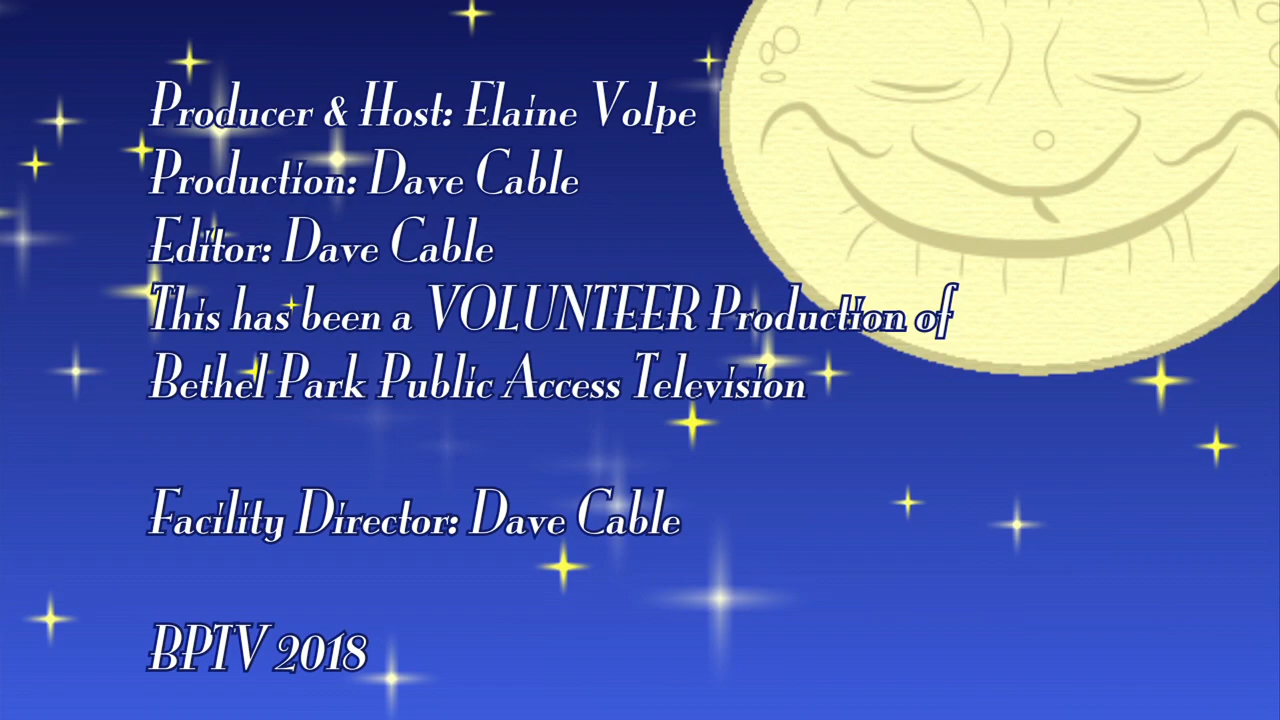 Producer & Host: Elaine Volpe
Production: Dave Cable
Editor: Dave Cable
This has been a VOLUNTEER Production of
Bethel Park Public Access Television
Facility Director: Dave Cable
BPTV 2018